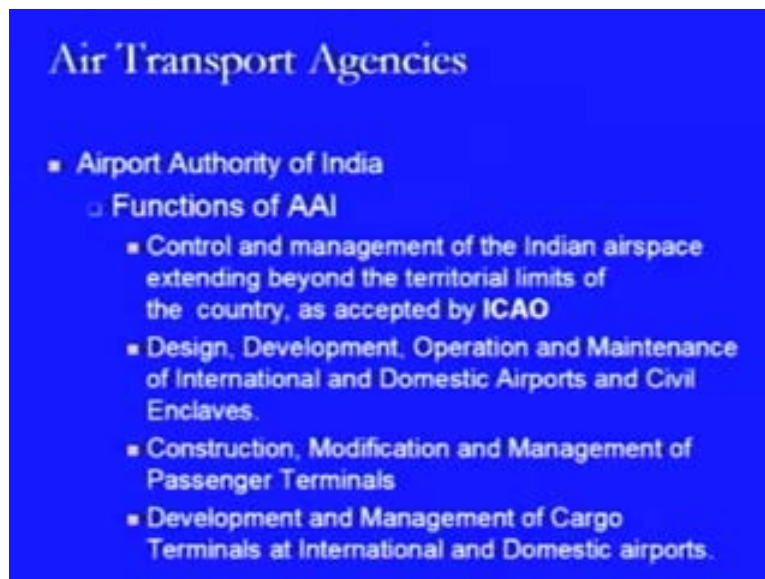 Air Transport Agencies
Airport Authority of India
Functions of AAI
Control and management of the Indian airspace
extending beyond the territorial limits of
the country, as accepted by ICAO
Design, Development, Operation and Maintenance
of International and Domestic Airports and Civil
Enclaves.
Construction, Modification and Management of
Passenger Terminals
Development and Management of Cargo
Terminals at International and Domestic airports.